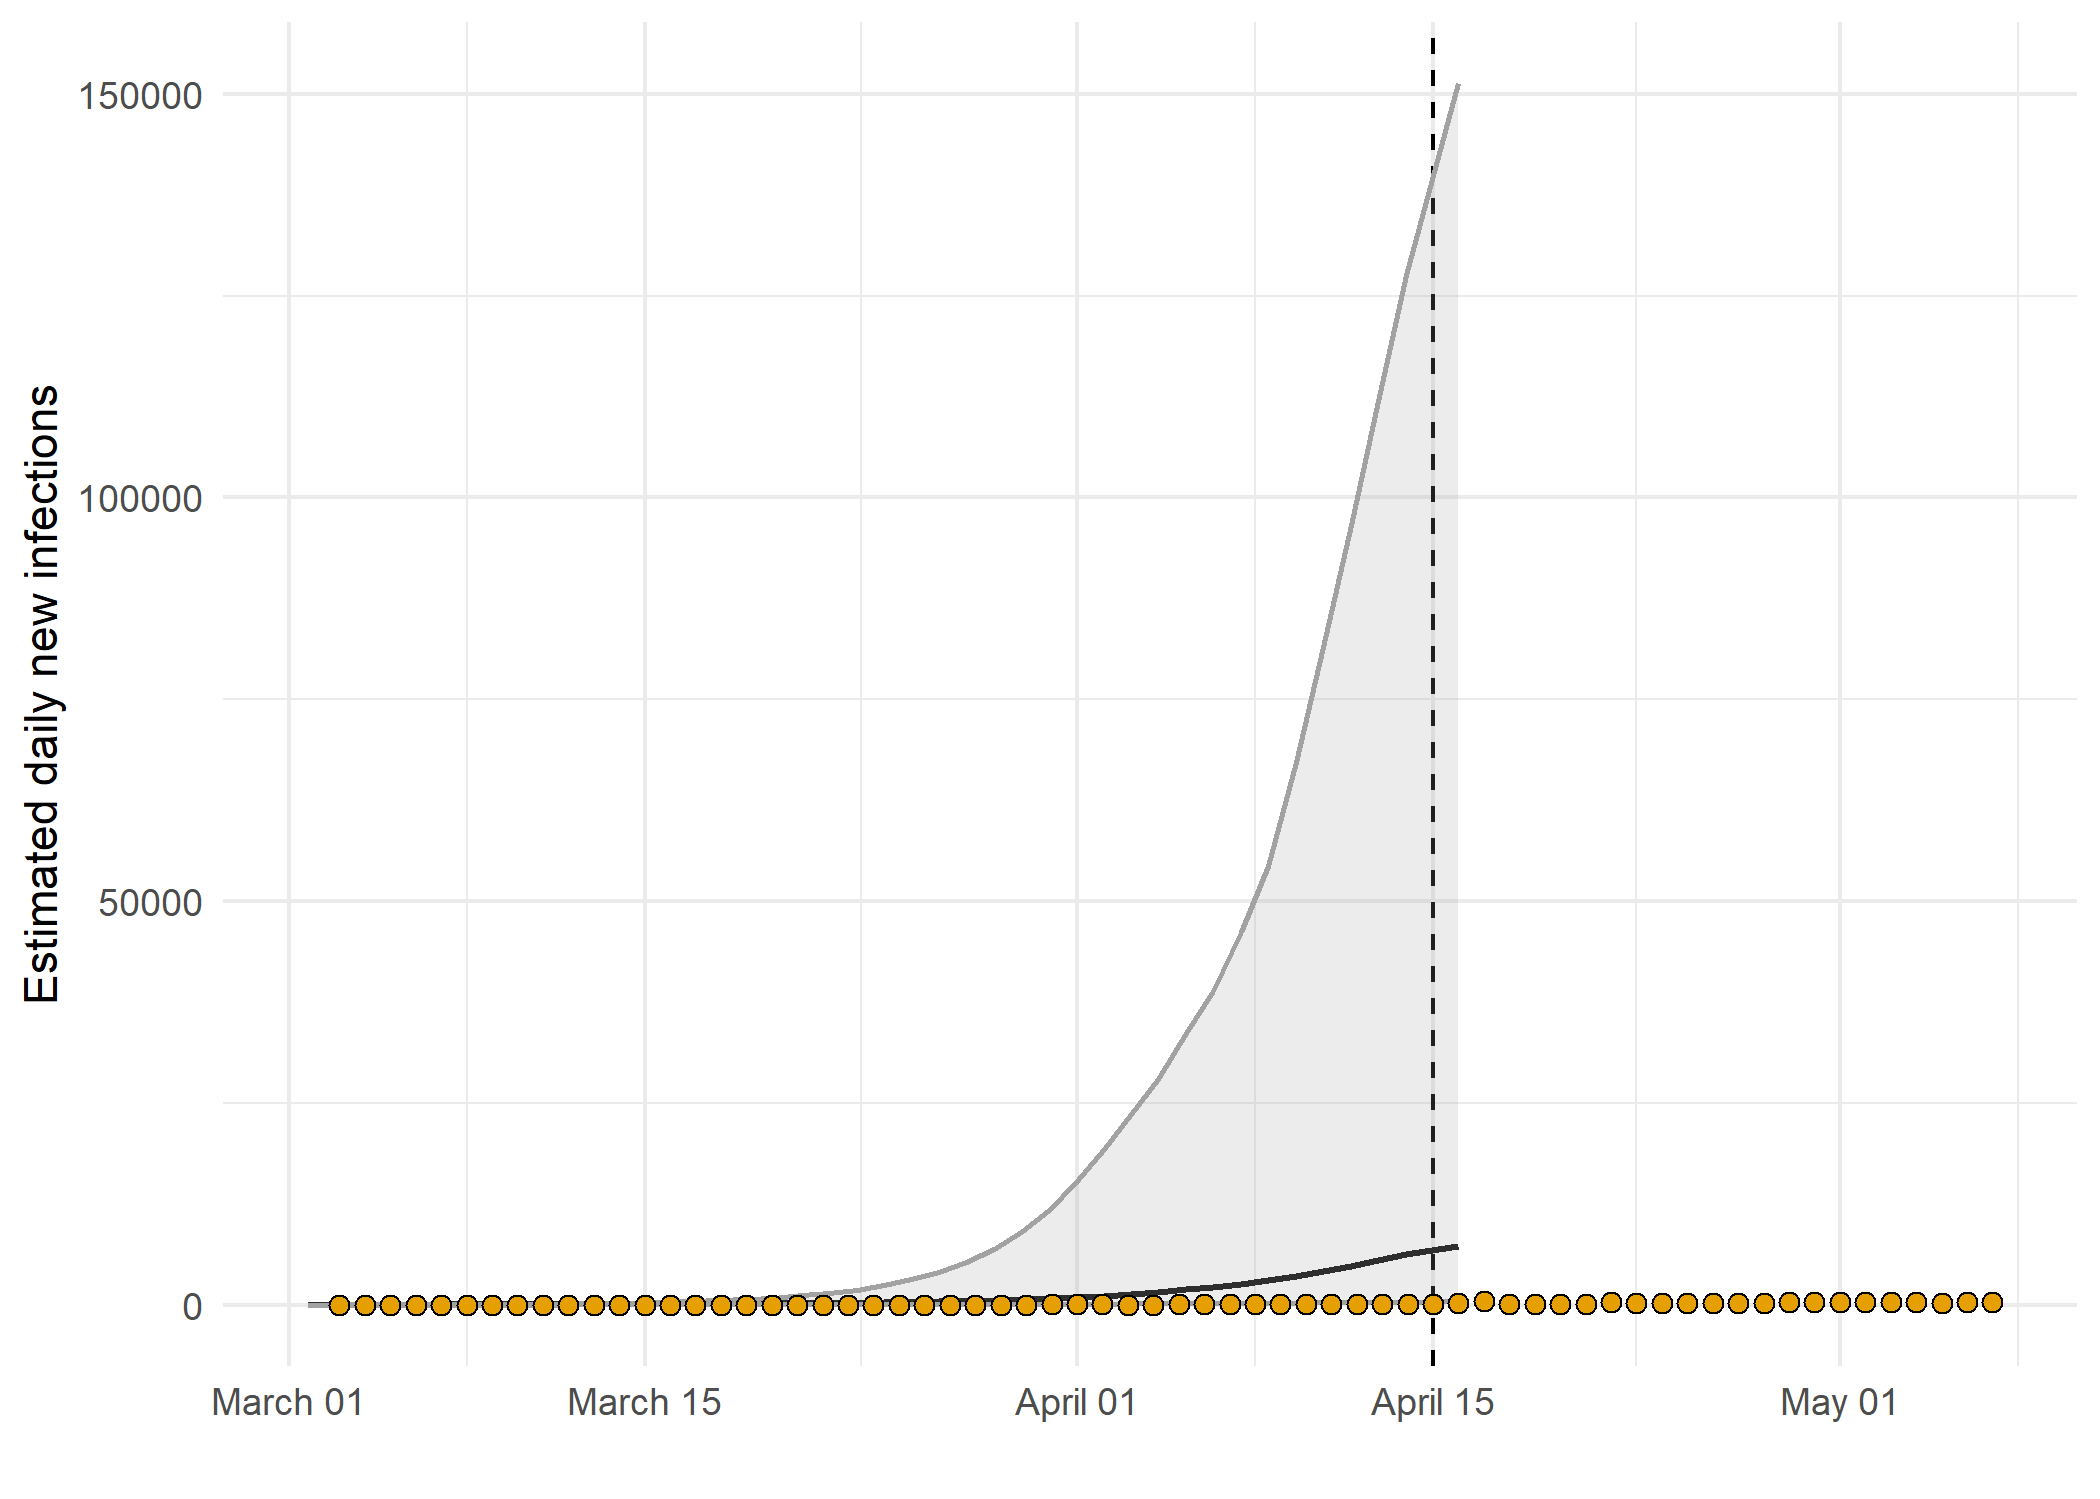 Estimated daily new infections
150000
100000
50000
0
March 01
March 15
April 01
April 15
May 01